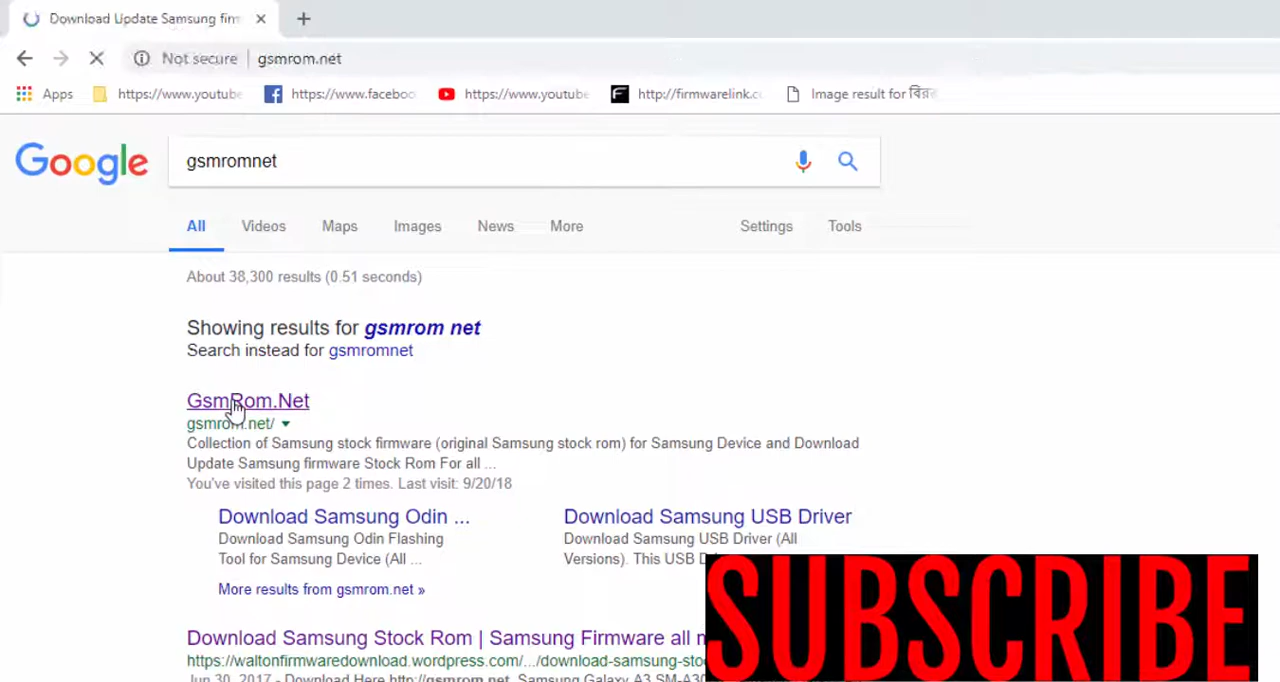 Download Update Samsung firm
Not secure gsmrom.net
Apps https://www.youtube https://www.faceboo https://www.youtube http://firmwarelink.c Image result for বির
Google gsmromnet
All Videos Maps Images News More Settings Tools
About 38,300 results (0.51 seconds)
Showing results for gsmrom net
Search instead for gsmromnet
GsmRom.Net
gsmrom.net/
Collection of Samsung stock firmware (original Samsung stock rom) for Samsung Device and Download
Update Samsung firmware Stock Rom For all ...
You've visited this page 2 times. Last visit: 9/20/18
Download Samsung Odin ... Download Samsung USB Driver
Download Samsung Odin Flashing Download Samsung USB Driver (All
Tool for Samsung Device (All ... Versions). This USB D
More results from gsmrom.net »
Download Samsung Stock Rom | Samsung Firmware all
https://waltonfirmwaredownload.wordpress.com/.../download-samsung-sto
Jun 30, 2017 - Download Here http://gsmrom.net. Samsung Galaxy A3 SM-A30
SUBSCRIBE